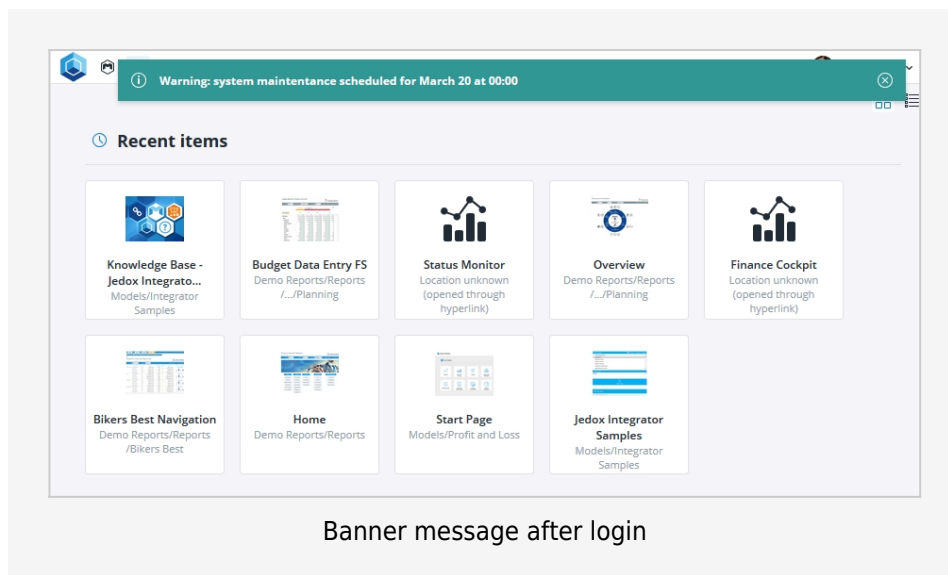 Warning: system maintentance scheduled for March 20 at 00:00
Recent items
Knowledge Base -
Jedox Integrato...
Models/Integrator
Samples
Budget Data Entry FS
Demo Reports/Reports
/.../Planning
Status Monitor
Location unknown
(opened through
hyperlink)
Overview
Demo Reports/Reports
/.../Planning
Finance Cockpit
Location unknown
(opened through
hyperlink)
Bikers Best Navigation
Demo Reports/Reports
/Bikers Best
Home
Demo Reports/Reports
Start Page
Models/Profit and Loss
Jedox Integrator
Samples
Models/Integrator
Samples
Banner message after login